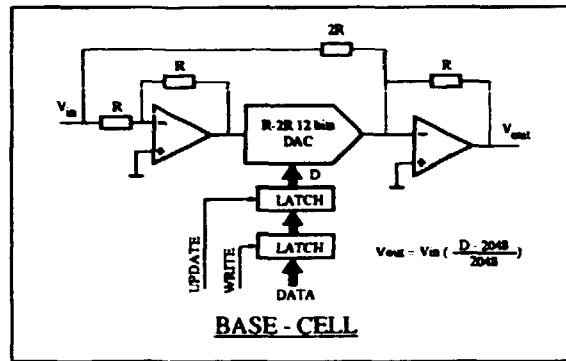 2R
R
R
R
Vin
Vout
R-2R 12 bits
DAC
D
LATCH
LATCH
UPDATE
WRITE
DATA
Vout = Vin ( D - 2048 / 2048 )
BASE - CELL